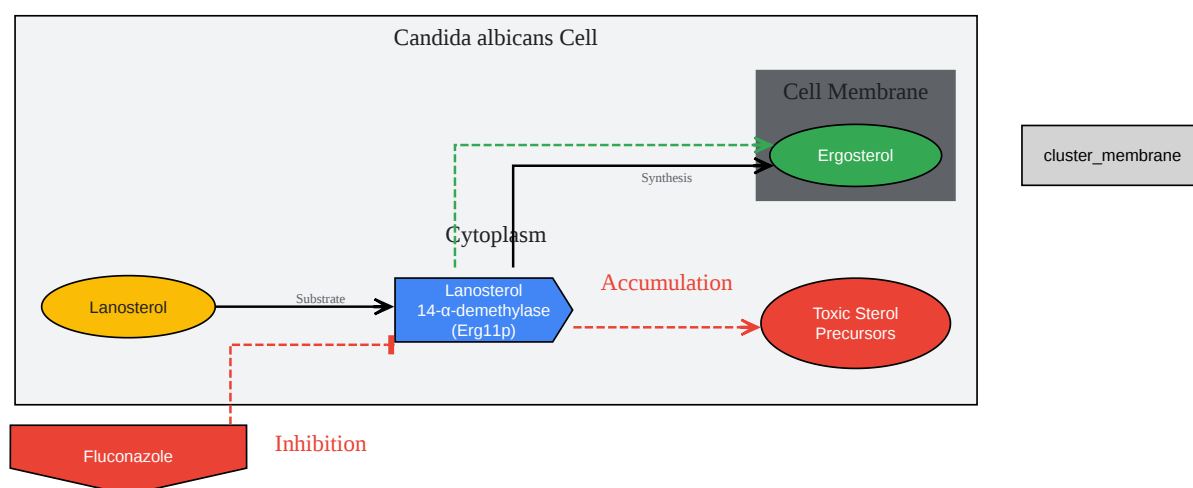 Candida albicans Cell
Cell Membrane
Ergosterol
cluster_membrane
Synthesis
Cytoplasm
Lanosterol
Substrate
Lanosterol
14-α-demethylase
(Erg11p)
Accumulation
Toxic Sterol
Precursors
Fluconazole
Inhibition